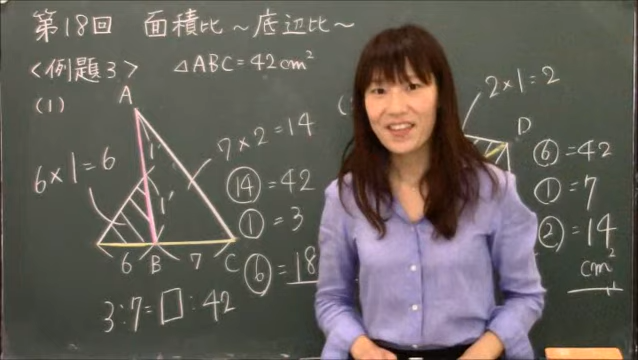 第18回 面積比～底辺比～
<例題3> △ABC=42cm²
(1)
A
6×1=6
1
1
7×2=14
⑭=42
①=3
⑥=18
6 B 7 C
3:7=□:42
(
2×1=2
D
⑥=42
①=7
②=14
cm²